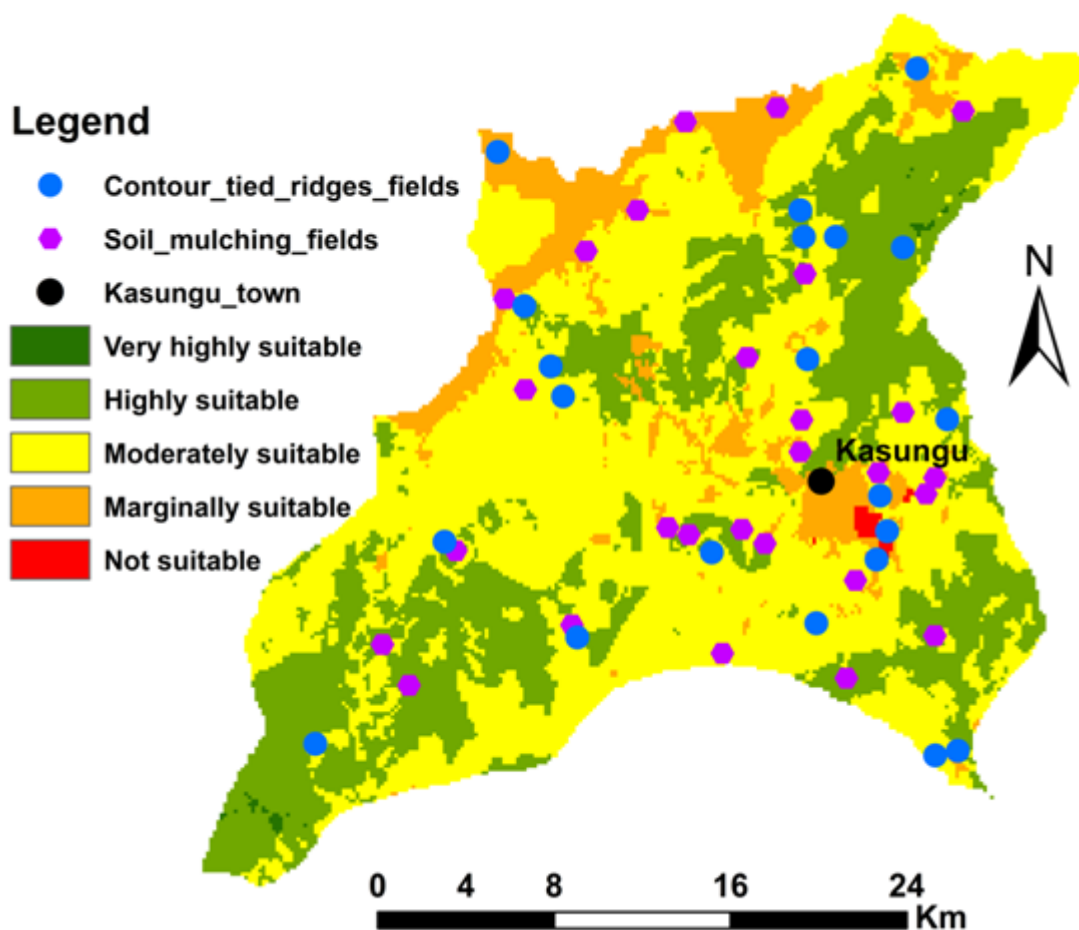 Legend
Contour_tied_ridges_fields
Soil_mulching_fields
Kasungu_town
Very highly suitable
Highly suitable
Moderately suitable
Marginally suitable
Not suitable
N
Kasungu
0 4 8 16 24
Km